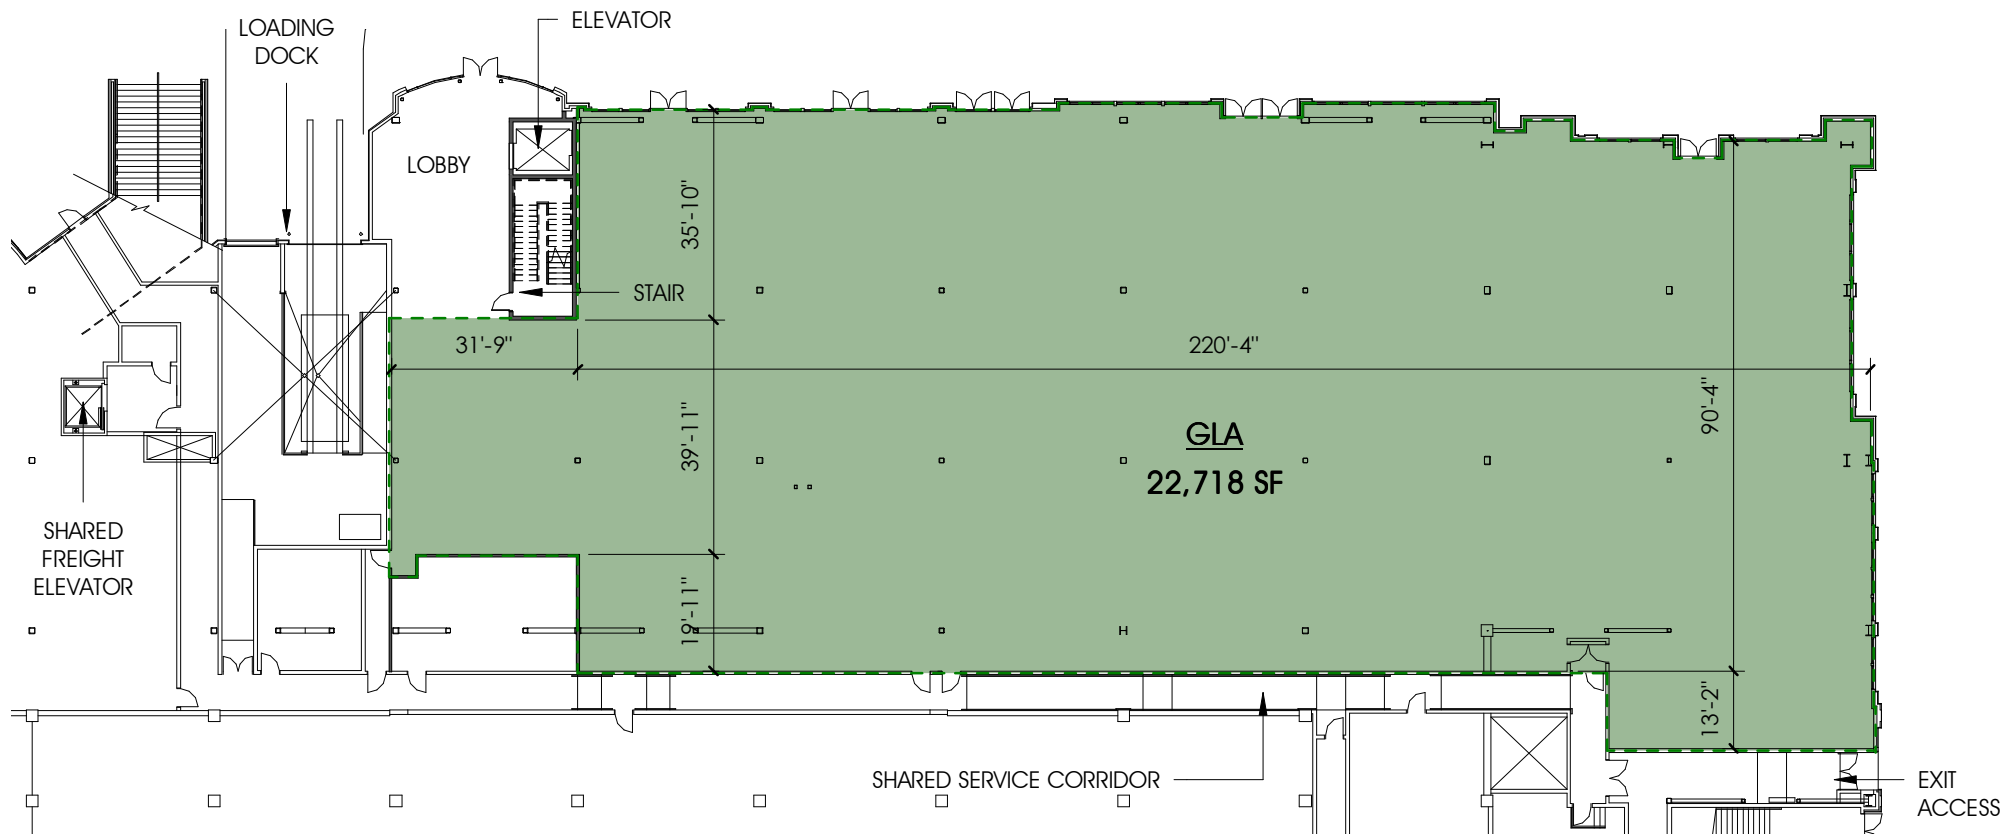 LOADING
DOCK
ELEVATOR
LOBBY
35'-10"
STAIR
31'-9"
220'-4"
39'-11"
90'-4"
GLA
22,718 SF
SHARED
FREIGHT
ELEVATOR
19'-11"
13'-2"
SHARED SERVICE CORRIDOR
EXIT
ACCESS